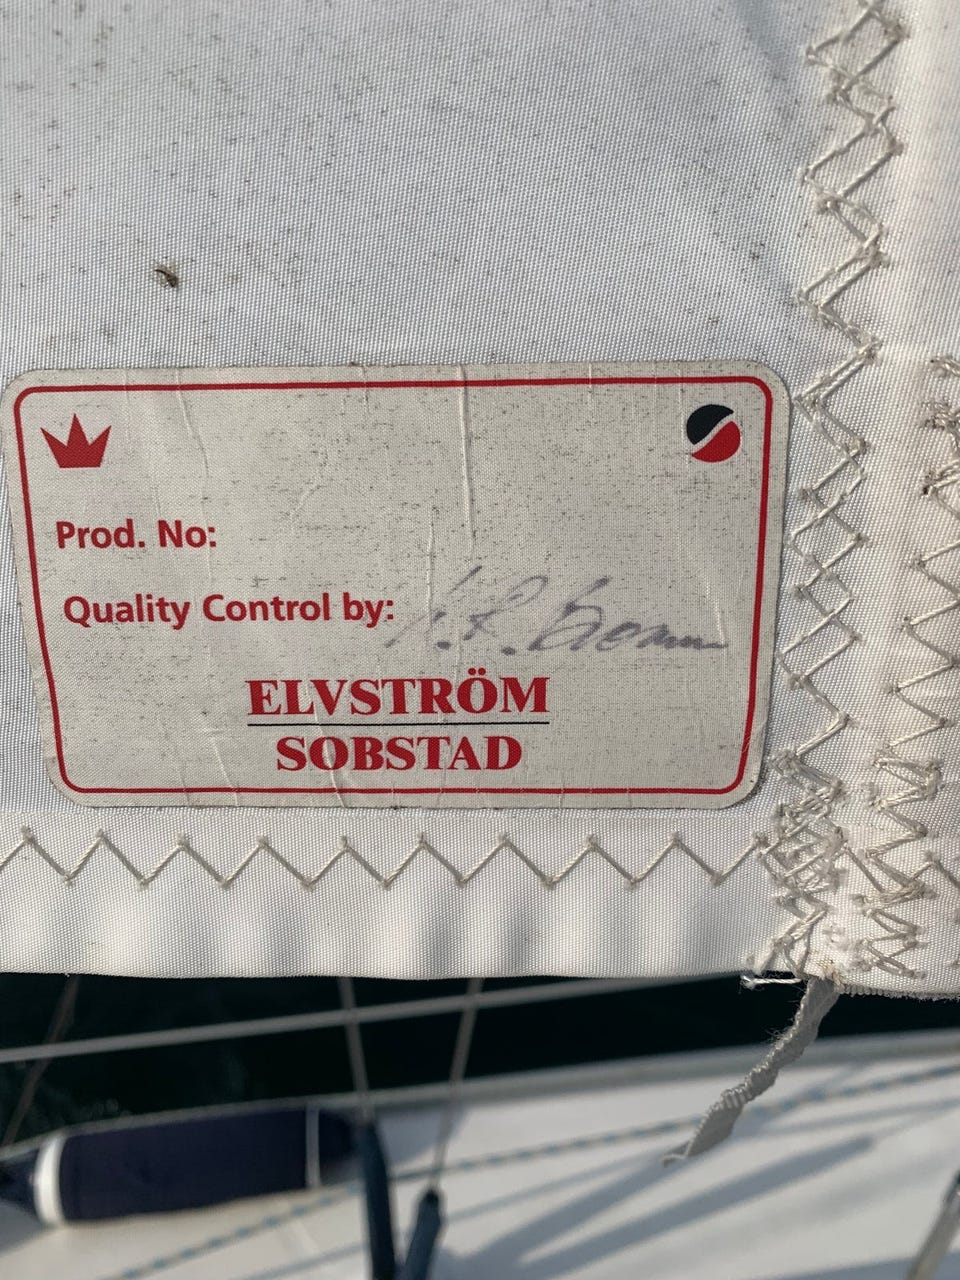 Prod. No:
Quality Control by:
ELVSTRÖM
SOBSTAD